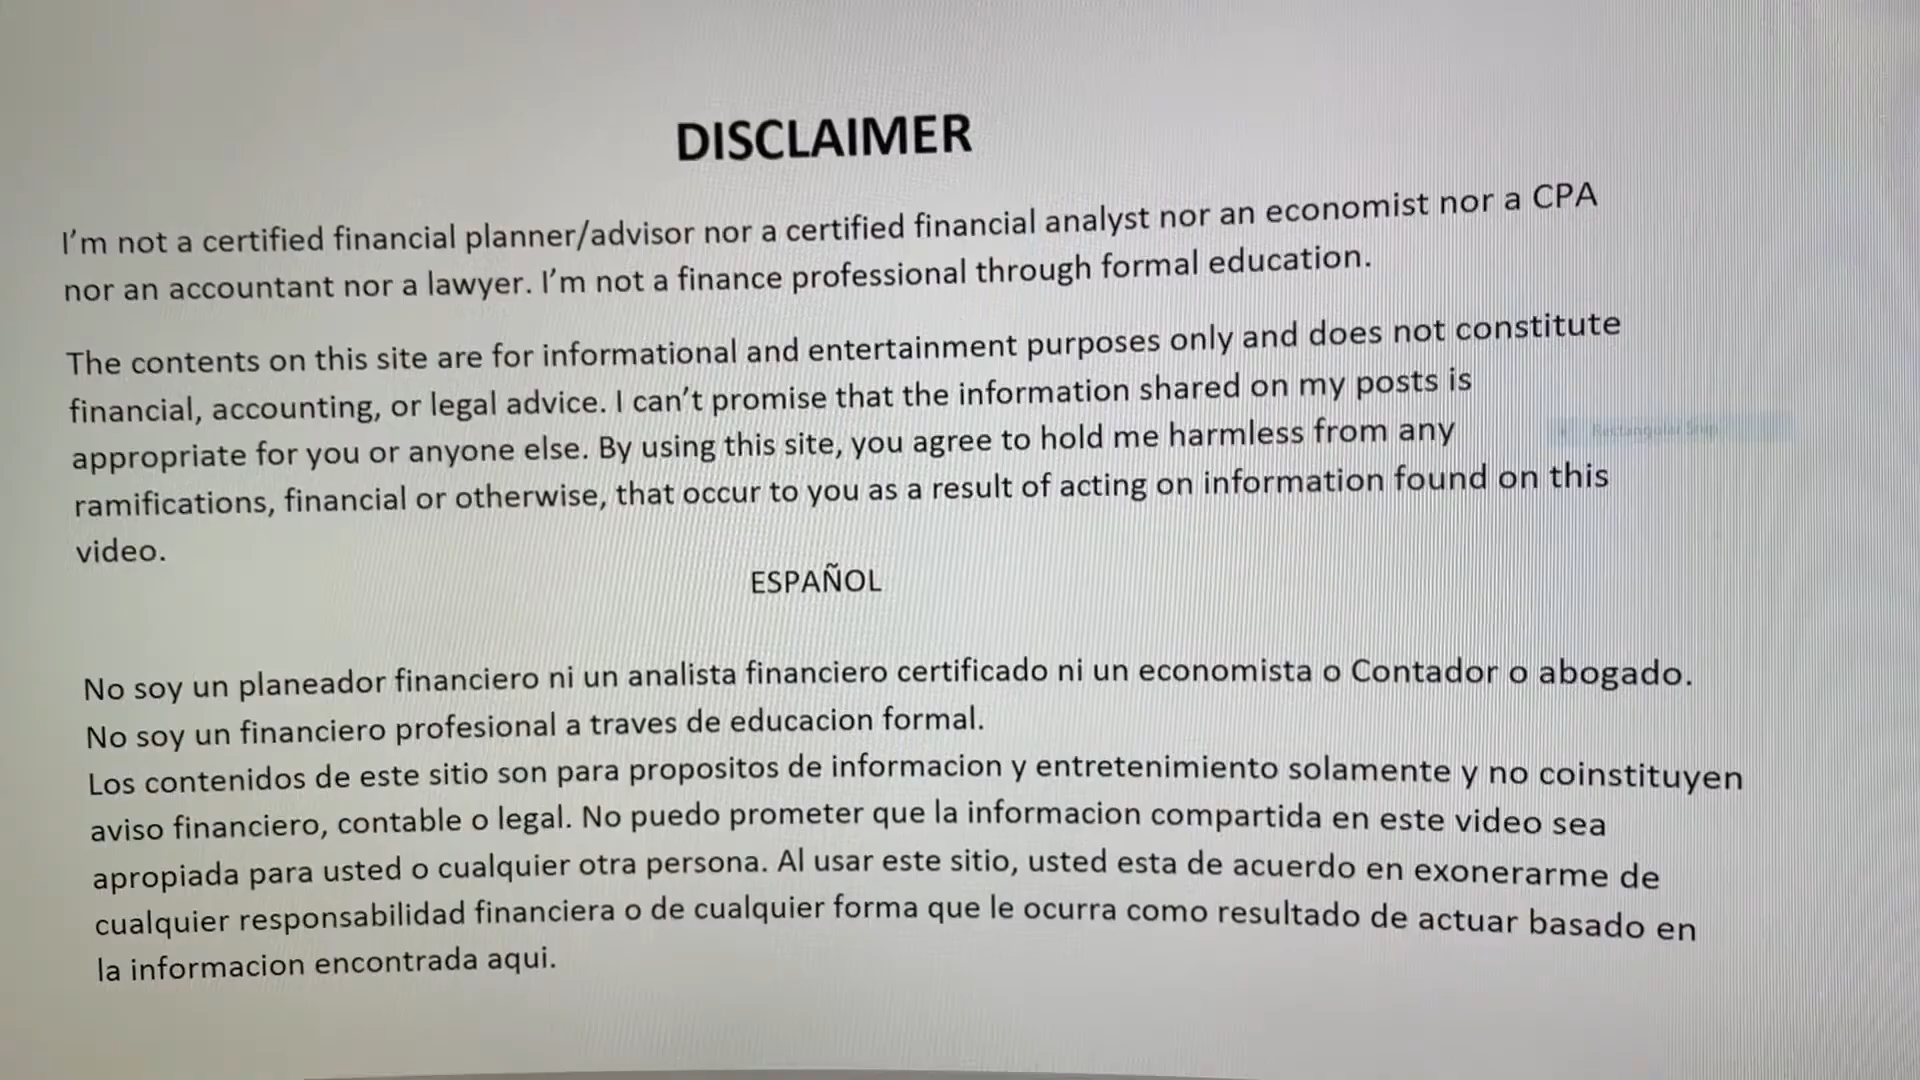 DISCLAIMER
I'm not a certified financial planner/advisor nor a certified financial analyst nor an economist nor a CPA
nor an accountant nor a lawyer. I'm not a finance professional through formal education.
The contents on this site are for informational and entertainment purposes only and does not constitute
financial, accounting, or legal advice. I can't promise that the information shared on my posts is
appropriate for you or anyone else. By using this site, you agree to hold me harmless from any
Rectangular Snip
ramifications, financial or otherwise, that occur to you as a result of acting on information found on this
video.
ESPAÑOL
No soy un planeador financiero ni un analista financiero certificado ni un economista o Contador o abogado.
No soy un financiero profesional a traves de educacion formal.
Los contenidos de este sitio son para propositos de informacion y entretenimiento solamente y no coinstituyen
aviso financiero, contable o legal. No puedo prometer que la informacion compartida en este video sea
apropiada para usted o cualquier otra persona. Al usar este sitio, usted esta de acuerdo en exonerarme de
cualquier responsabilidad financiera o de cualquier forma que le ocurra como resultado de actuar basado en
la informacion encontrada aqui.